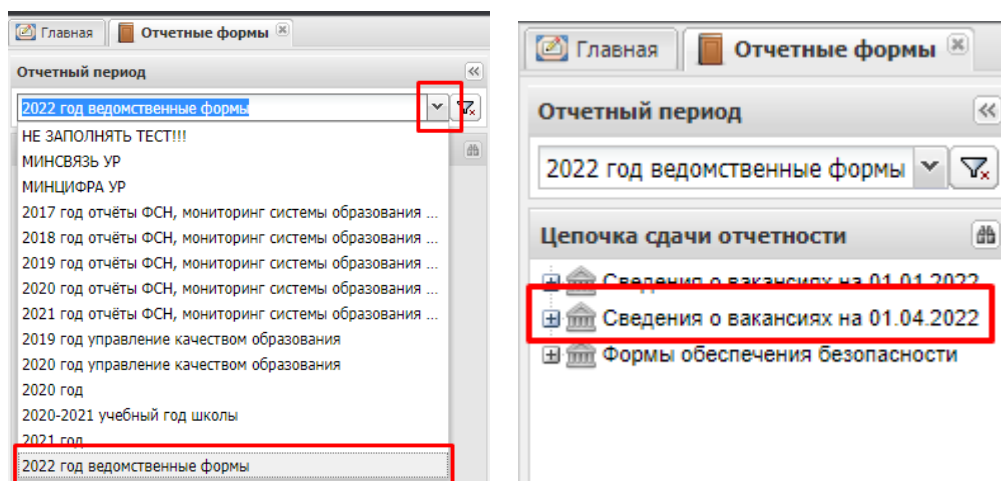 Главная
Отчетные формы
Отчетный период
2022 год ведомственные формы
НЕ ЗАПОЛНЯТЬ ТЕСТ!!!
МИНСВЯЗЬ УР
МИНЦИФРА УР
2017 год отчёты ФСН, мониторинг системы образования ...
2018 год отчёты ФСН, мониторинг системы образования ...
2019 год отчёты ФСН, мониторинг системы образования ...
2020 год отчёты ФСН, мониторинг системы образования ...
2021 год отчёты ФСН, мониторинг системы образования ...
2019 год управление качеством образования
2020 год управление качеством образования
2020 год
2020-2021 учебный год школы
2021 год
2022 год ведомственные формы
Главная
Отчетные формы
Отчетный период
2022 год ведомственные формы
Цепочка сдачи отчетности
Сведения о вакансиях на 01.01.2022
Сведения о вакансиях на 01.04.2022
Формы обеспечения безопасности